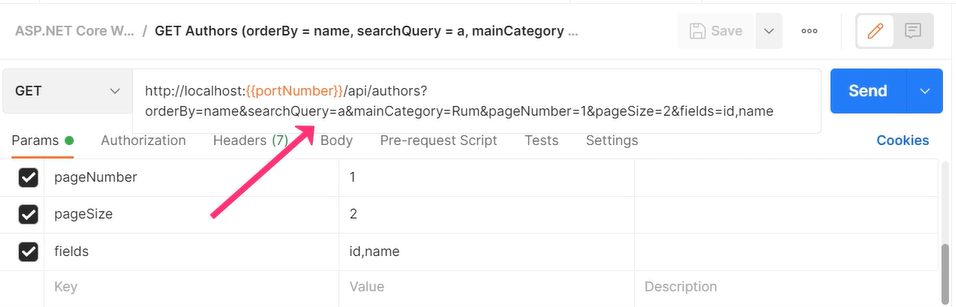 ASP.NET Core W... / GET Authors (orderBy = name, searchQuery = a, mainCategory ... Save
GET http://localhost:{{portNumber}}/api/authors?
orderBy=name&searchQuery=a&mainCategory=Rum&pageNumber=1&pageSize=2&fields=id,name Send
Params Authorization Headers (7) Body Pre-request Script Tests Settings Cookies
pageNumber 1
pageSize 2
fields id,name
Key Value Description